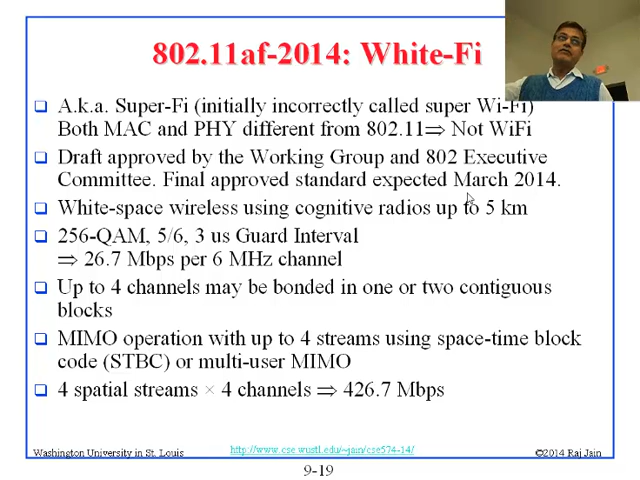 802.11af-2014: White-Fi
A.k.a. Super-Fi (initially incorrectly called super Wi-Fi)
Both MAC and PHY different from 802.11⇒ Not WiFi
Draft approved by the Working Group and 802 Executive
Committee. Final approved standard expected March 2014.
White-space wireless using cognitive radios up to 5 km
256-QAM, 5/6, 3 us Guard Interval
⇒ 26.7 Mbps per 6 MHz channel
Up to 4 channels may be bonded in one or two contiguous
blocks
MIMO operation with up to 4 streams using space-time block
code (STBC) or multi-user MIMO
4 spatial streams × 4 channels ⇒ 426.7 Mbps
Washington University in St. Louis
http://www.cse.wustl.edu/~jain/cse574-14/
©2014 Raj Jain
9-19